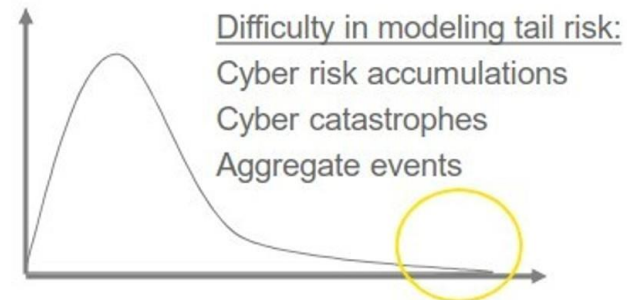 Difficulty in modeling tail risk:
Cyber risk accumulations
Cyber catastrophes
Aggregate events